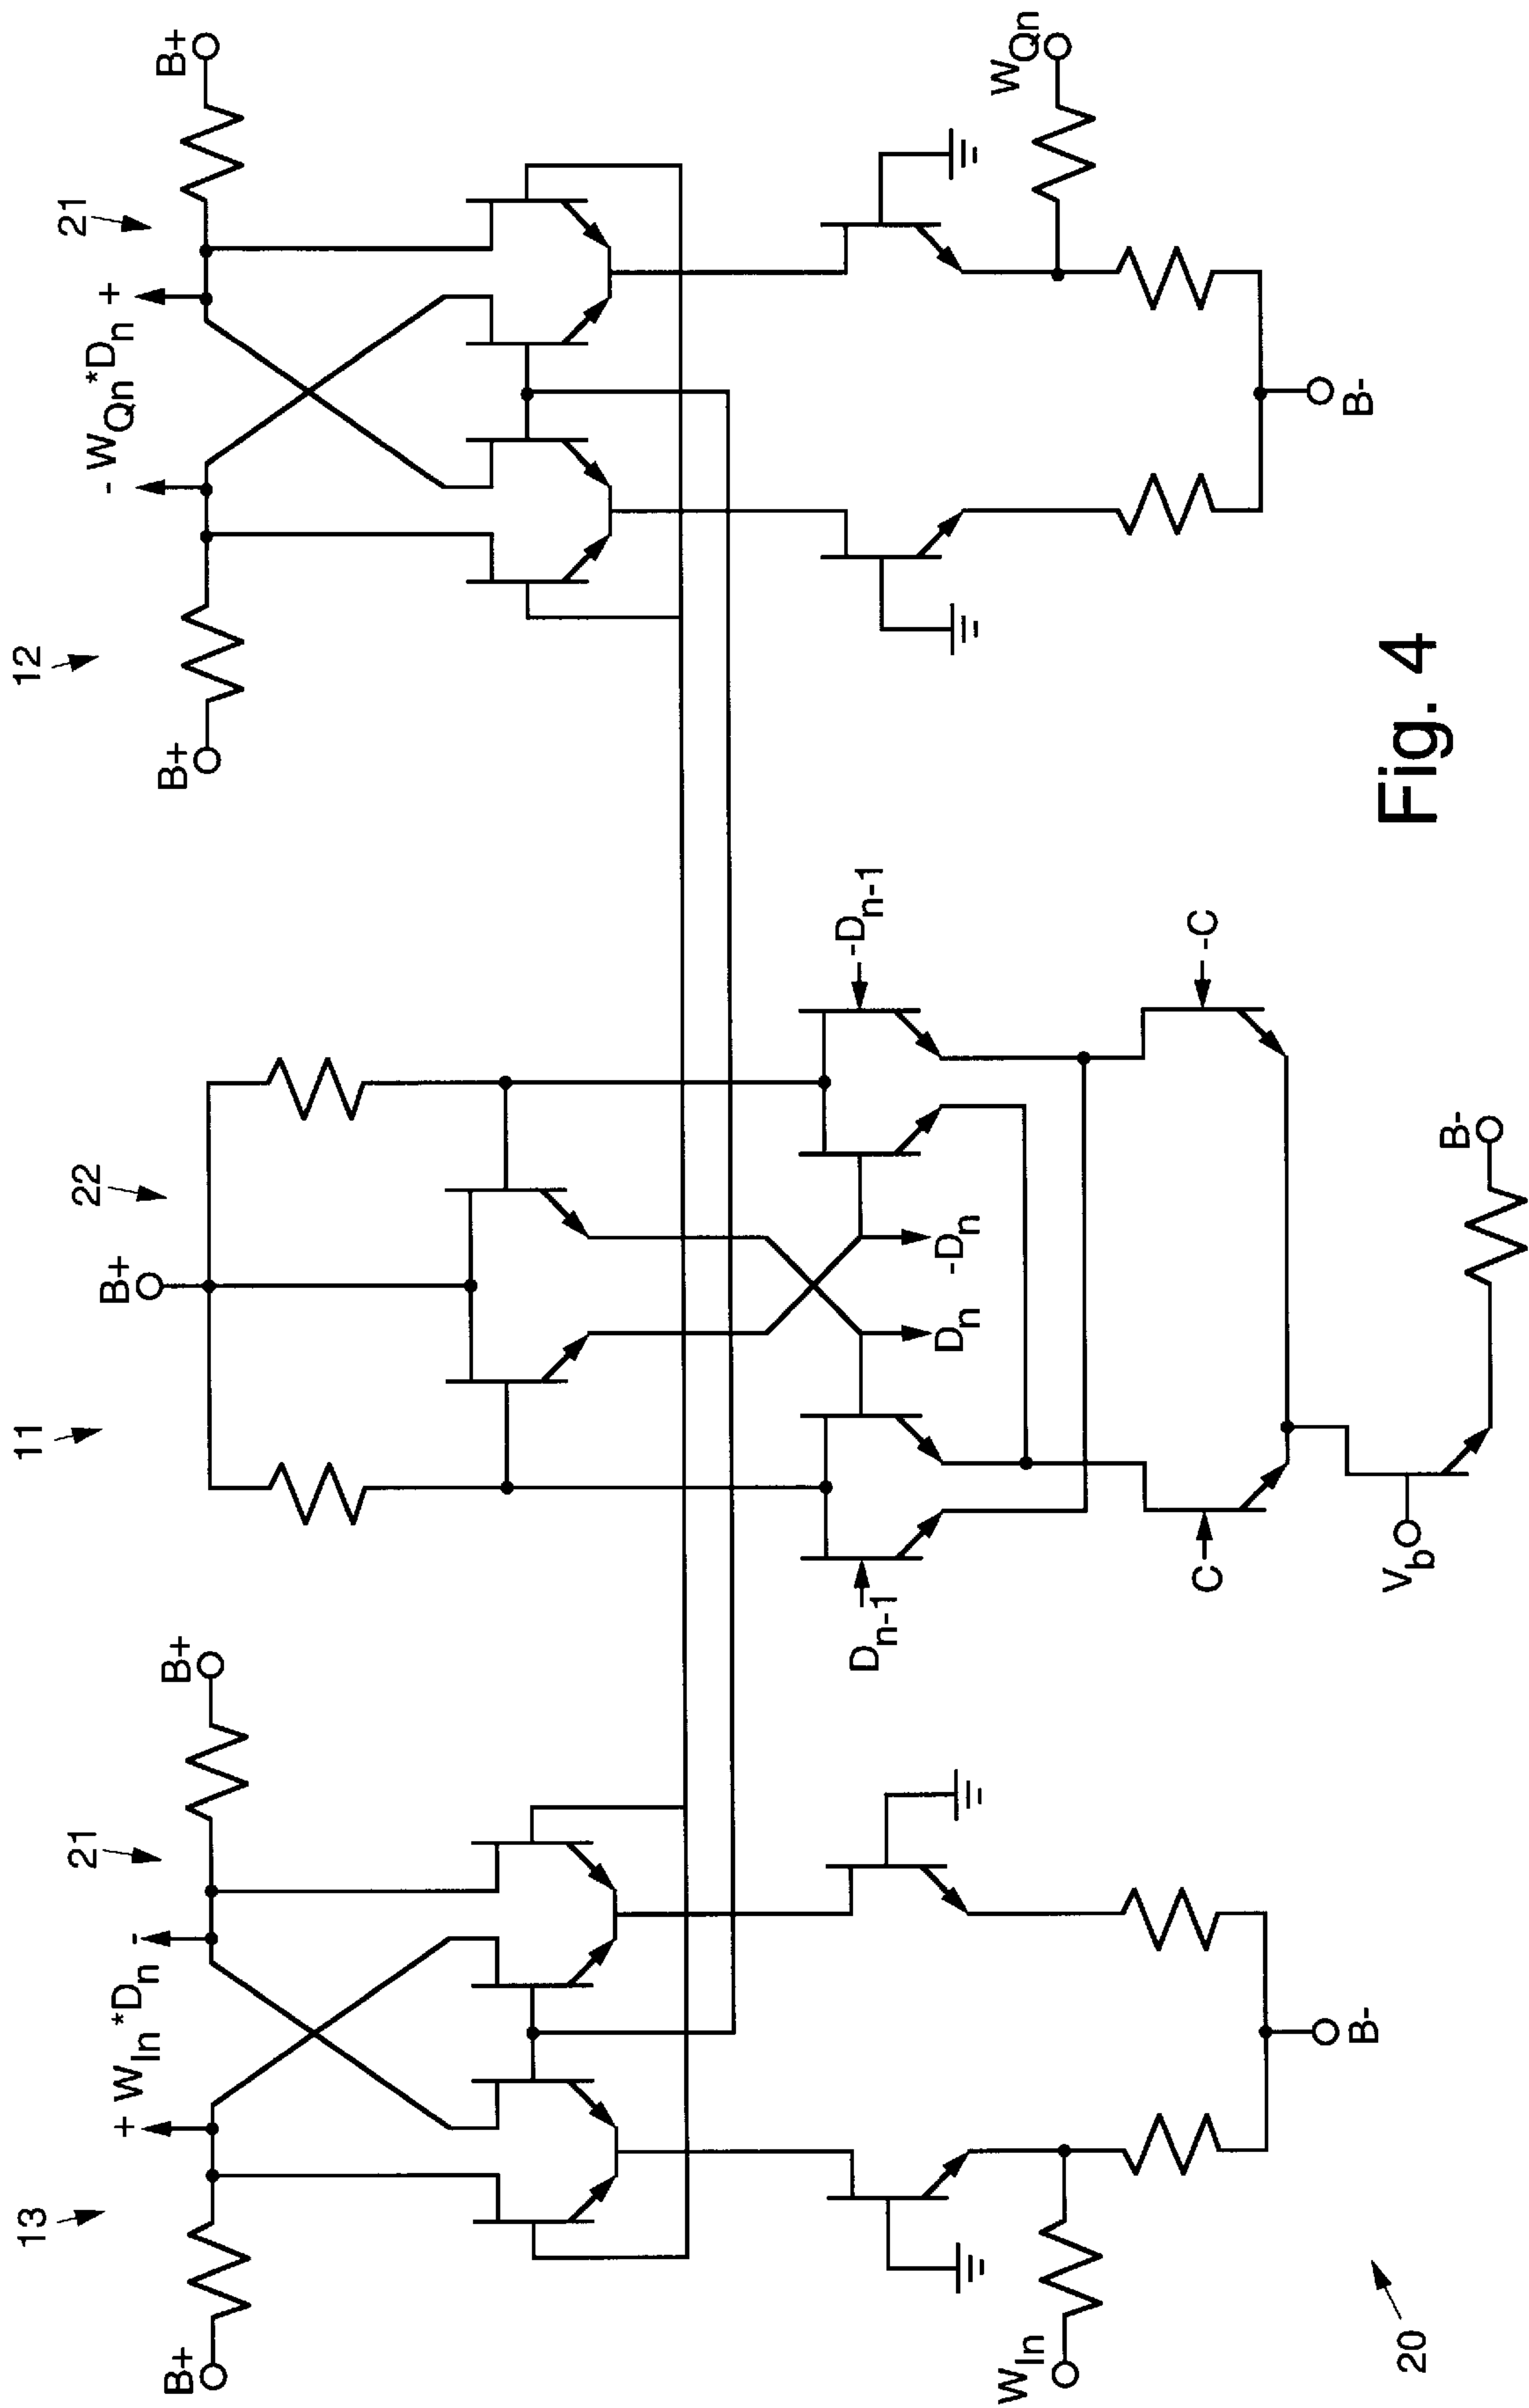 13
21
11
22
12
21
B+
+ W_In*D_n -
B+
B+
B+
- W_Qn*D_n +
B+
D_n-1
D_n
-D_n
-D_n-1
C
-C
V_b
B-
W_In
B-
W_Qn
B-
20
Fig. 4